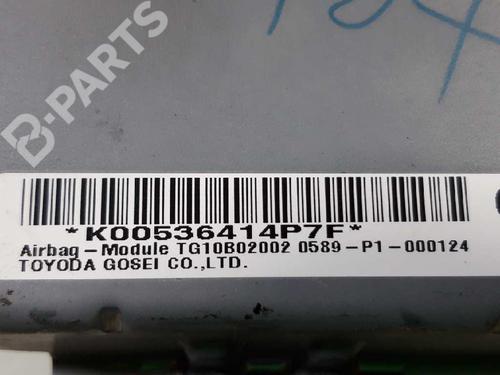 B-PARTS
*K00536414P7F*
Airbag-Module TG10B02002 0589-P1-000124
TOYODA GOSEI CO.,LTD.